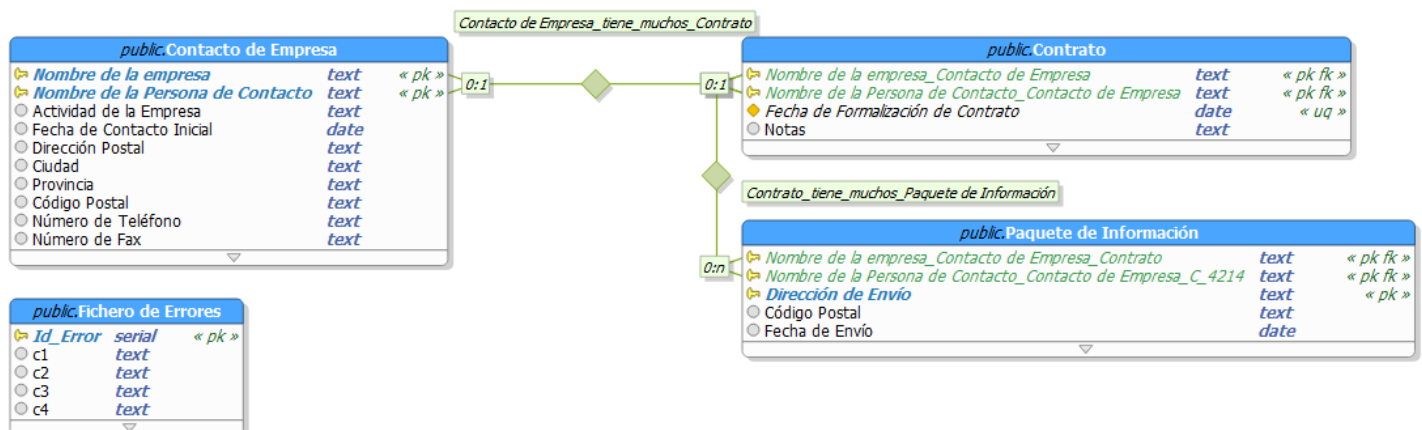 Contacto de Empresa_tiene_muchos_Contrato
public.Contacto de Empresa
Nombre de la empresa text « pk »
Nombre de la Persona de Contacto text « pk »
Actividad de la Empresa text
Fecha de Contacto Inicial date
Dirección Postal text
Ciudad text
Provincia text
Código Postal text
Número de Teléfono text
Número de Fax text
0:1
0:1
public.Contrato
Nombre de la empresa_Contacto de Empresa text « pk fk »
Nombre de la Persona de Contacto_Contacto de Empresa text « pk fk »
Fecha de Formalización de Contrato date « uq »
Notas text
Contrato_tiene_muchos_Paquete de Información
0:n
public.Paquete de Información
Nombre de la empresa_Contacto de Empresa_Contrato text « pk fk »
Nombre de la Persona de Contacto_Contacto de Empresa_C_4214 text « pk fk »
Dirección de Envío text « pk »
Código Postal text
Fecha de Envío date
public.Fichero de Errores
Id_Error serial « pk »
c1 text
c2 text
c3 text
c4 text